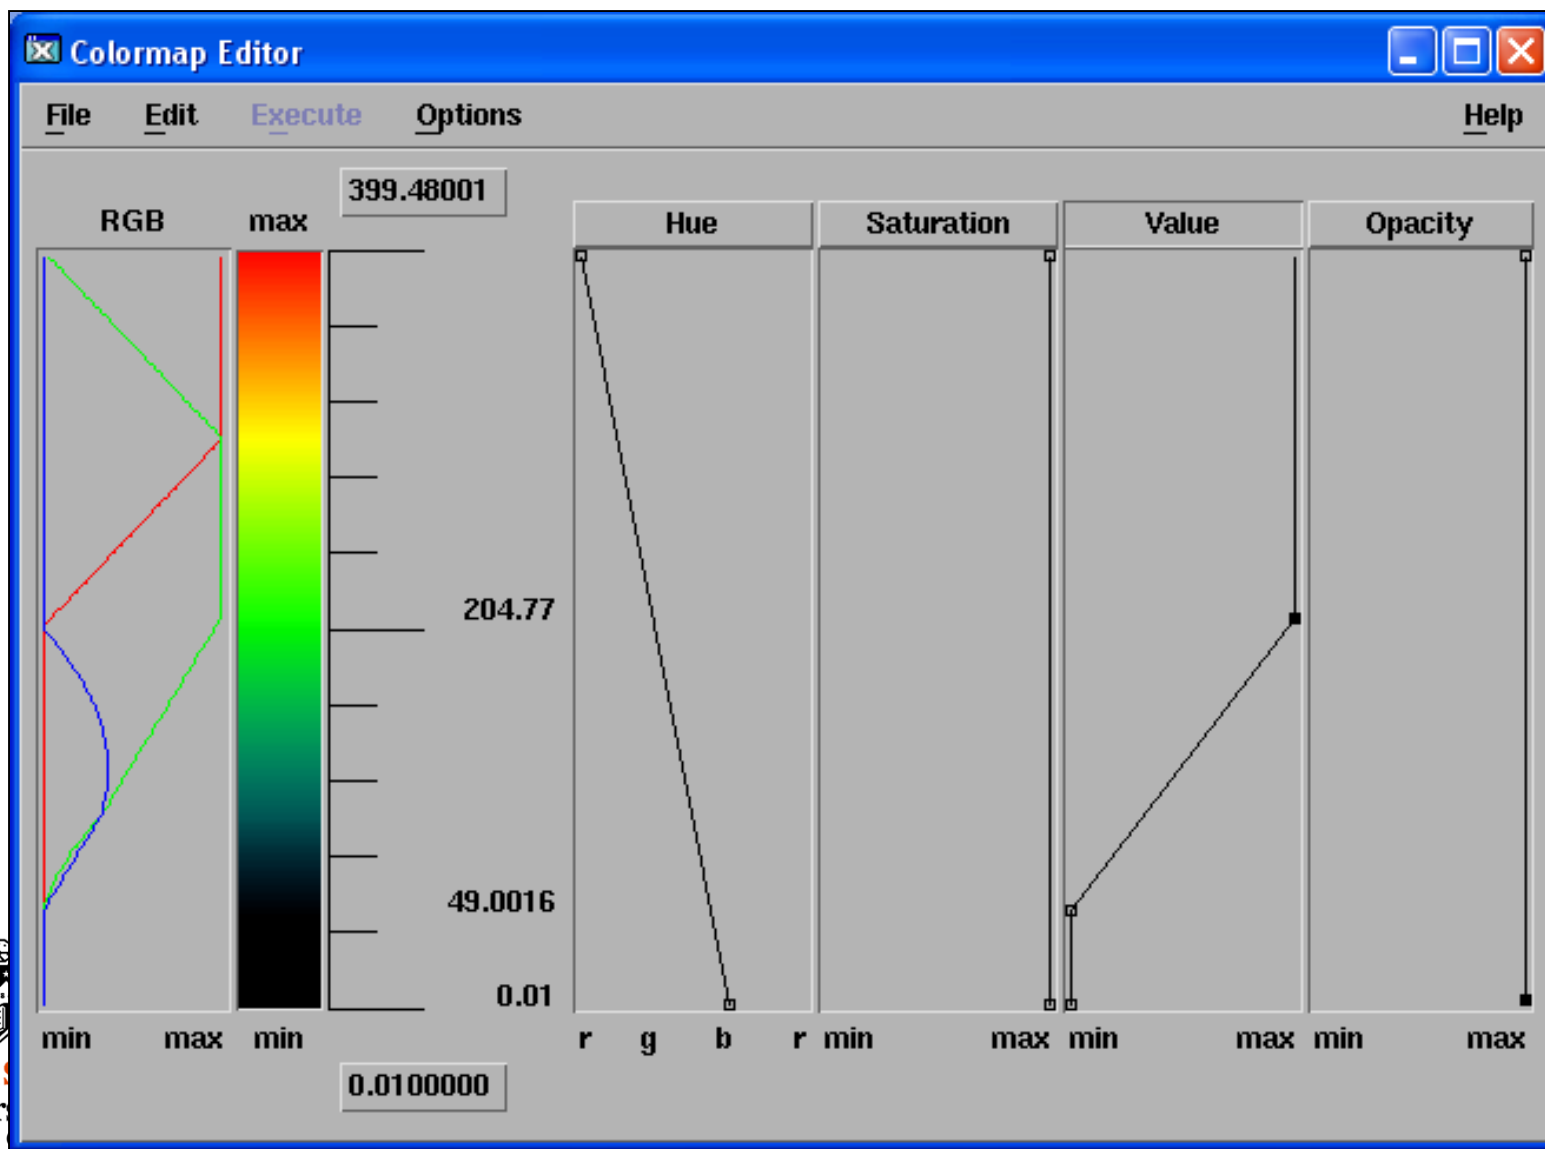 Colormap Editor
File Edit Execute Options Help
399.48001
RGB max
Hue Saturation Value Opacity
204.77
49.0016
0.01
min max min r g b r min max min max min max
0.0100000